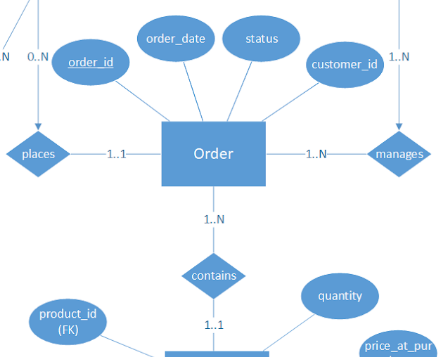 order_date
status
..N
0..N
1..N
order_id
customer_id
places
1..1
Order
1..N
manages
1..N
contains
quantity
product_id
(FK)
1..1
price_at_pur